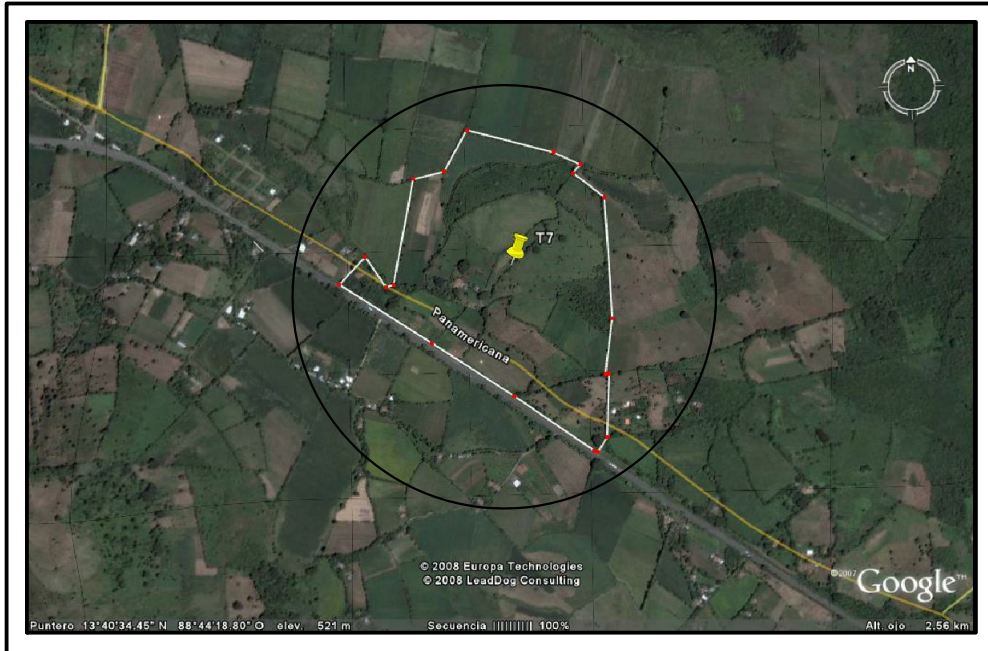 N
T7
Panamericana
© 2008 Europa Technologies
© 2008 LeadDog Consulting
©2007 Google™
Puntero 13°40'34.45" N 88°44'18.80" O elev. 521 m Secuencia |||||||||| 100% Alt. ojo 2.56 km